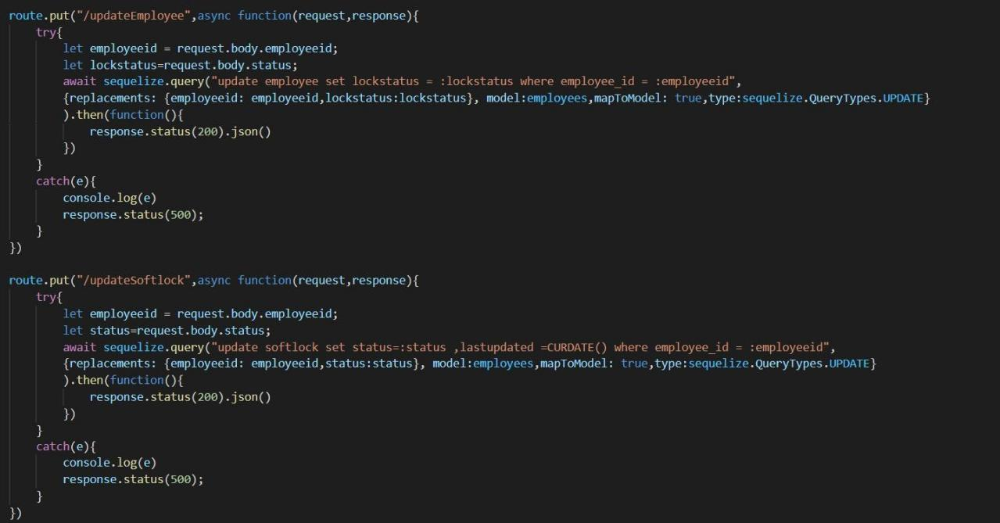 route.put("/updateEmployee",async function(request,response){
    try{
        let employeeid = request.body.employeeid;
        let lockstatus=request.body.status;
        await sequelize.query("update employee set lockstatus = :lockstatus where employee_id = :employeeid",
        {replacements: {employeeid: employeeid,lockstatus:lockstatus}, model:employees,mapToModel: true,type:sequelize.QueryTypes.UPDATE}
        ).then(function(){
            response.status(200).json()
        })
    }
    catch(e){
        console.log(e)
        response.status(500);
    }
})

route.put("/updateSoftlock",async function(request,response){
    try{
        let employeeid = request.body.employeeid;
        let status=request.body.status;
        await sequelize.query("update softlock set status=:status ,lastupdated =CURDATE() where employee_id = :employeeid",
        {replacements: {employeeid: employeeid,status:status}, model:employees,mapToModel: true,type:sequelize.QueryTypes.UPDATE}
        ).then(function(){
            response.status(200).json()
        })
    }
    catch(e){
        console.log(e)
        response.status(500);
    }
})